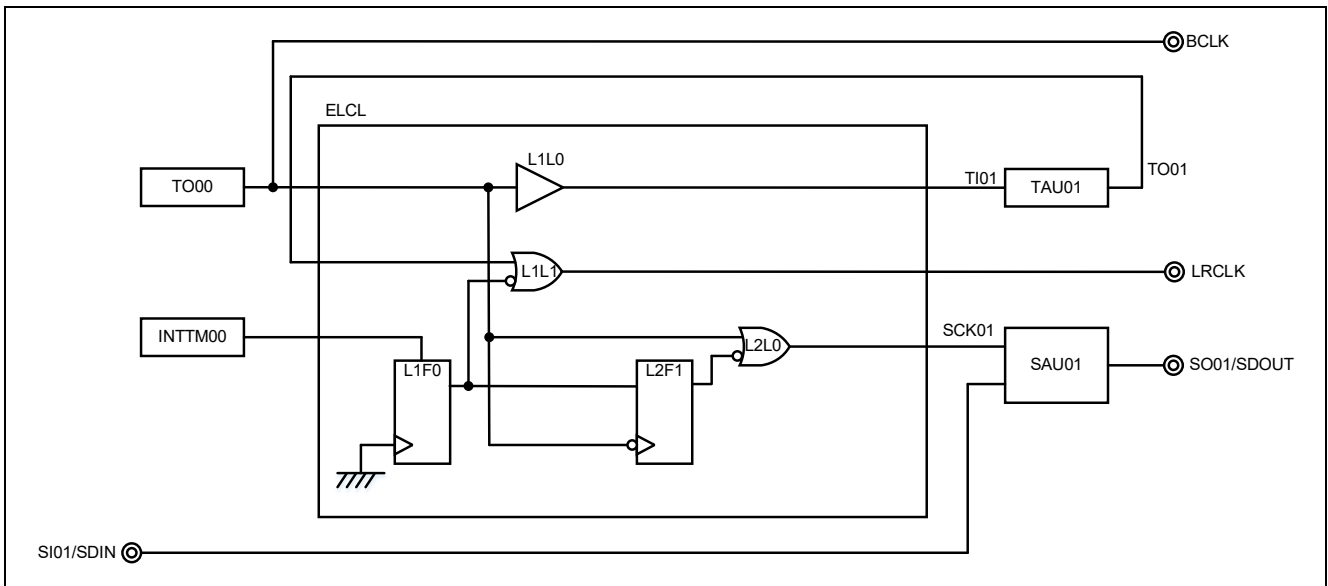 BCLK
ELCL
L1L0
TO00
TI01
TAU01
TO01
L1L1
LRCLK
INTTM00
SCK01
L2L0
L1F0
L2F1
SAU01
SO01/SDOUT
SI01/SDIN